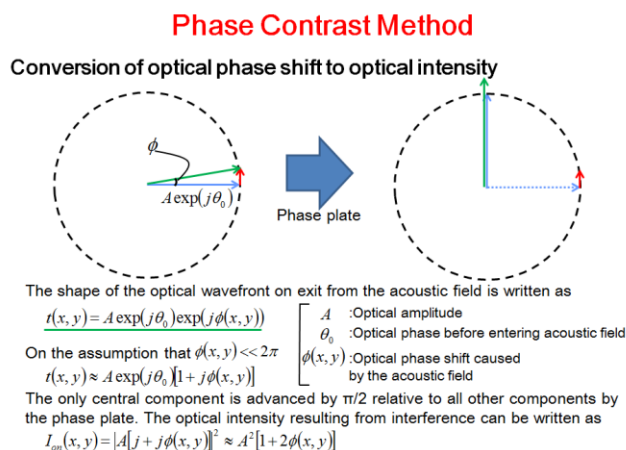 Phase Contrast Method
Conversion of optical phase shift to optical intensity
ϕ
A exp(jθ₀)
Phase plate
The shape of the optical wavefront on exit from the acoustic field is written as
t(x, y) = A exp(jθ₀)exp(jϕ(x, y))
A :Optical amplitude
θ₀ :Optical phase before entering acoustic field
ϕ(x, y) :Optical phase shift caused
by the acoustic field
On the assumption that ϕ(x, y) << 2π
t(x, y) ≈ A exp(jθ₀)[1 + jϕ(x, y)]
The only central component is advanced by π/2 relative to all other components by
the phase plate. The optical intensity resulting from interference can be written as
I_on(x, y) = |A[j + jϕ(x, y)]|² ≈ A²[1 + 2ϕ(x, y)]